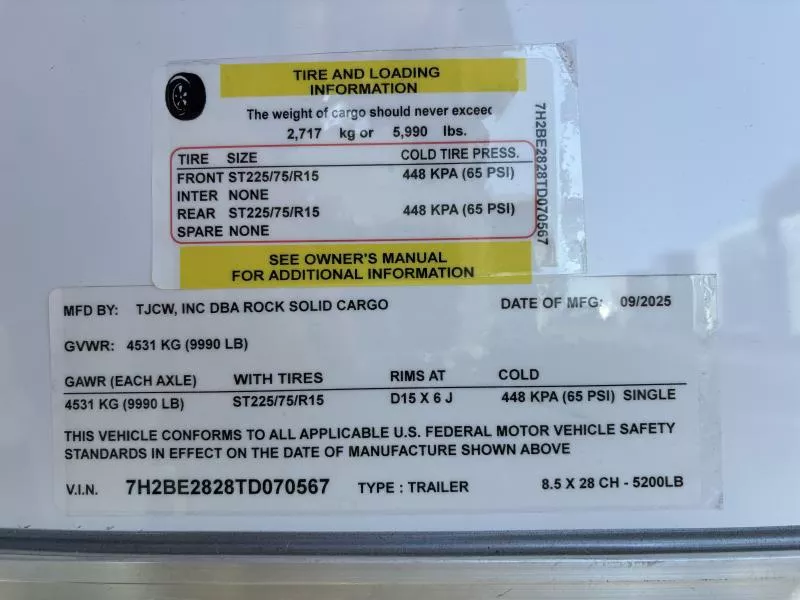 TIRE AND LOADING
INFORMATION
The weight of cargo should never exceed
2,717 kg or 5,990 lbs.
TIRE SIZE COLD TIRE PRESS.
FRONT ST225/75/R15 448 KPA (65 PSI)
INTER NONE
REAR ST225/75/R15 448 KPA (65 PSI)
SPARE NONE
7H2BE2828TD070567
SEE OWNER'S MANUAL
FOR ADDITIONAL INFORMATION
MFD BY: TJCW, INC DBA ROCK SOLID CARGO DATE OF MFG: 09/2025
GVWR: 4531 KG (9990 LB)
GAWR (EACH AXLE) WITH TIRES RIMS AT COLD
4531 KG (9990 LB) ST225/75/R15 D15 X 6 J 448 KPA (65 PSI) SINGLE
THIS VEHICLE CONFORMS TO ALL APPLICABLE U.S. FEDERAL MOTOR VEHICLE SAFETY
STANDARDS IN EFFECT ON THE DATE OF MANUFACTURE SHOWN ABOVE
V.I.N. 7H2BE2828TD070567 TYPE : TRAILER 8.5 X 28 CH - 5200LB